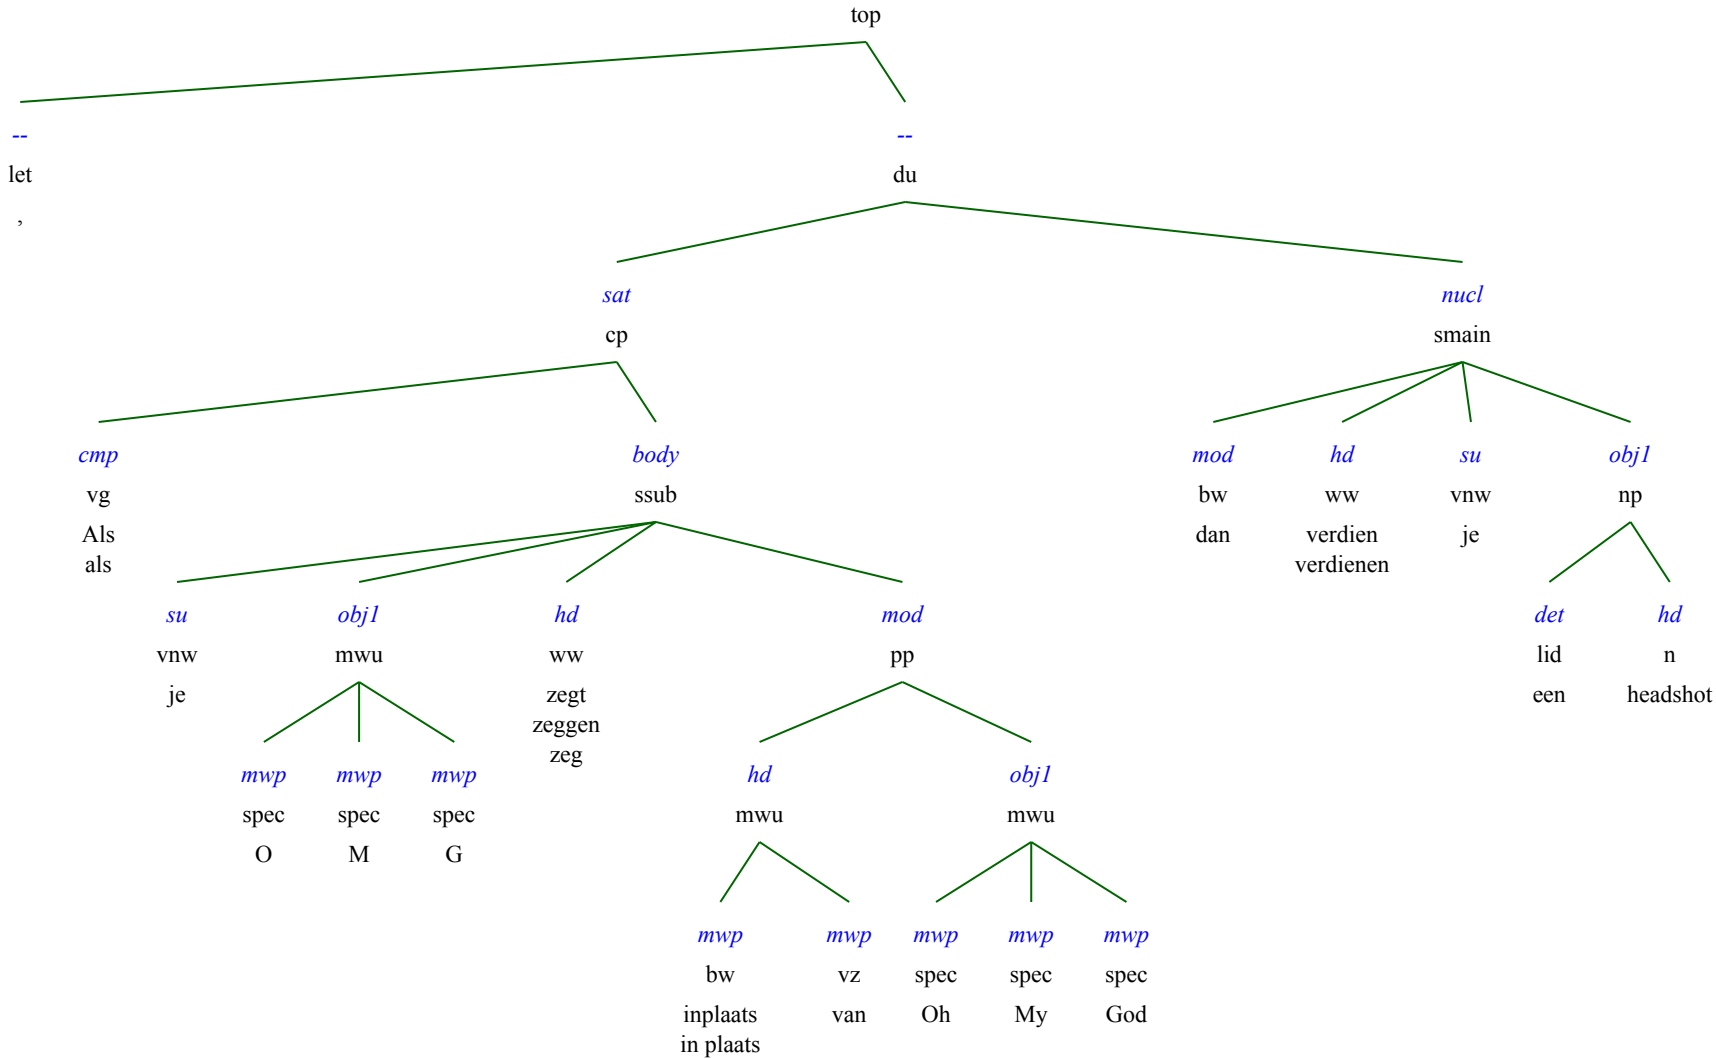 top
-- --
let du
,
sat nucl
cp smain
cmp body mod hd su obj1
vg ssub bw ww vnw np
Als dan verdien je
als verdienen
su obj1 hd mod det hd
vnw mwu ww pp lid n
je zegt een headshot
zeggen
zeg
mwp mwp mwp hd obj1
spec spec spec mwu mwu
O M G
mwp mwp mwp mwp mwp
bw vz spec spec spec
inplaats van Oh My God
in plaats